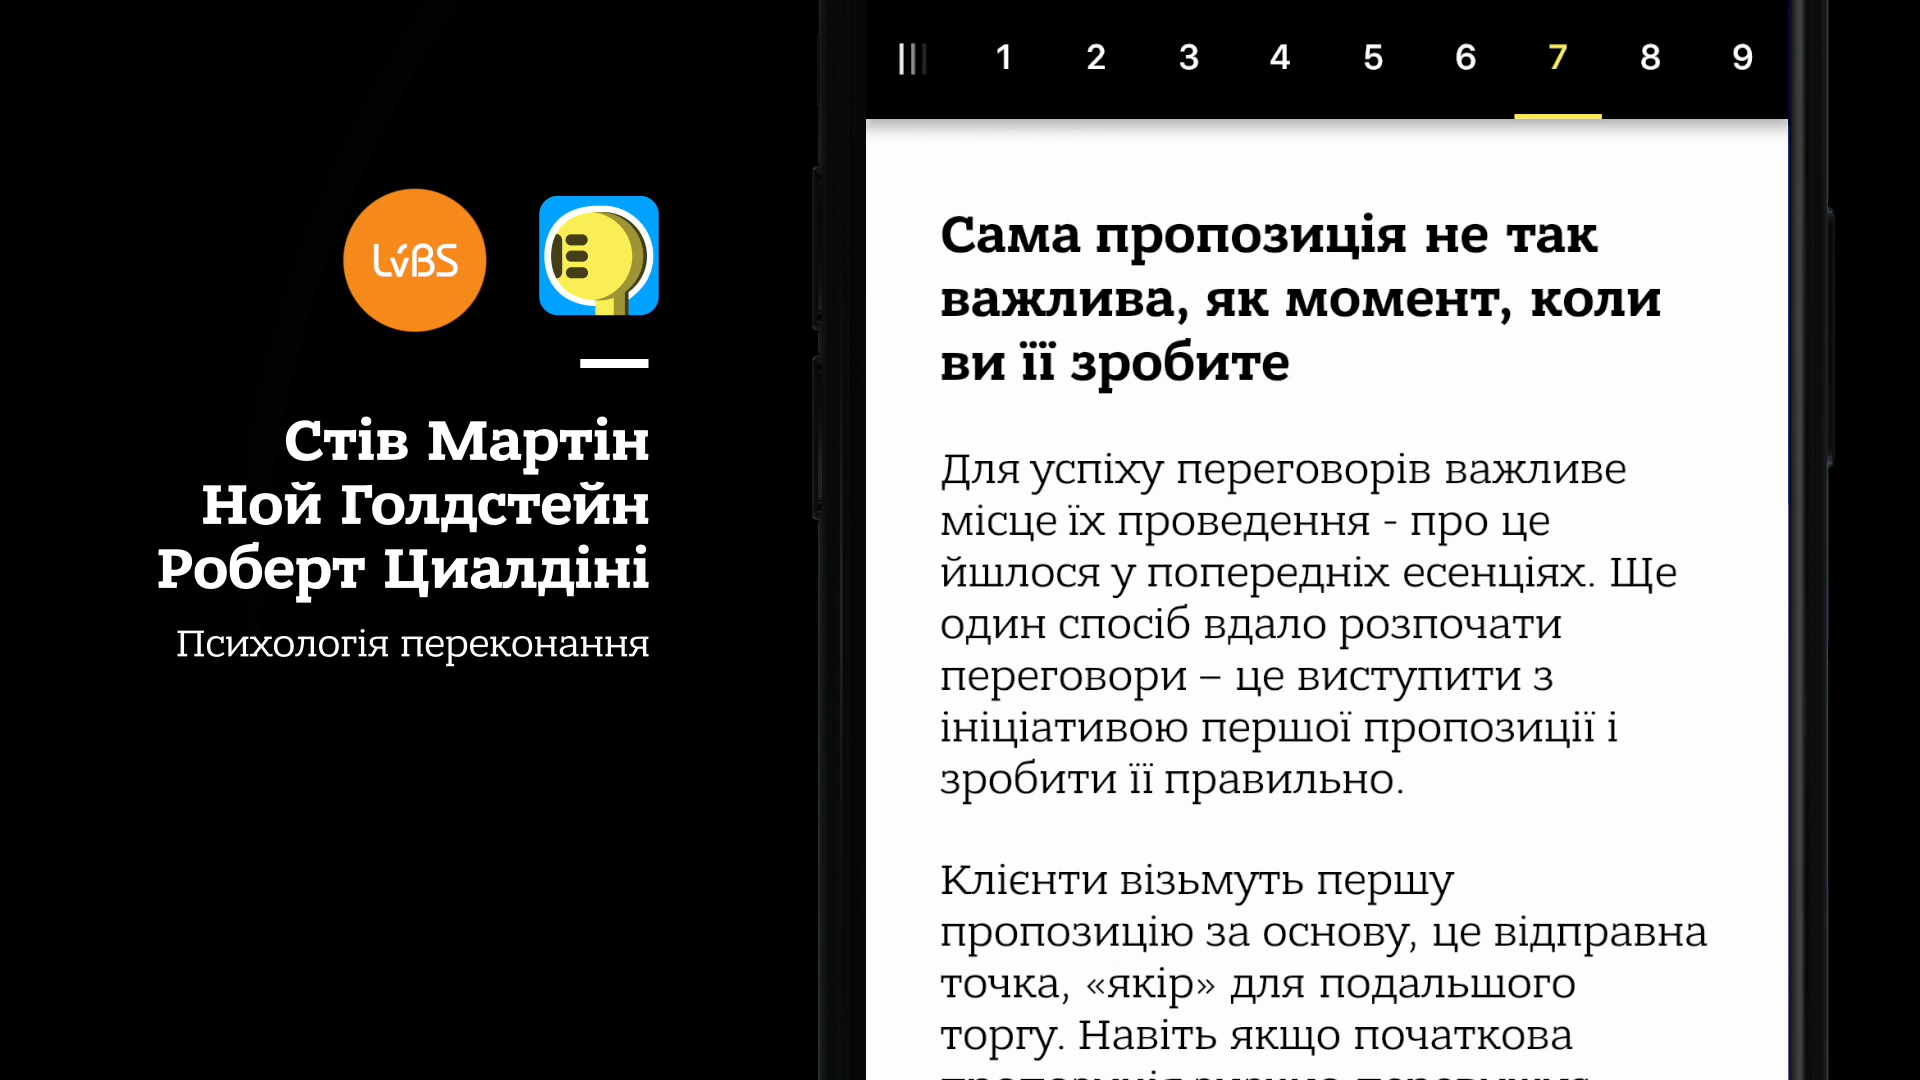 LvBS
Стів Мартін
Ной Голдстейн
Роберт Циалдіні
Психологія переконання
1 2 3 4 5 6 7 8 9
Сама пропозиція не так
важлива, як момент, коли
ви її зробите
Для успіху переговорів важливе
місце їх проведення - про це
йшлося у попередніх есенціях. Ще
один спосіб вдало розпочати
переговори – це виступити з
ініціативою першої пропозиції і
зробити її правильно.
Клієнти візьмуть першу
пропозицію за основу, це відправна
точка, «якір» для подальшого
торгу. Навіть якщо початкова